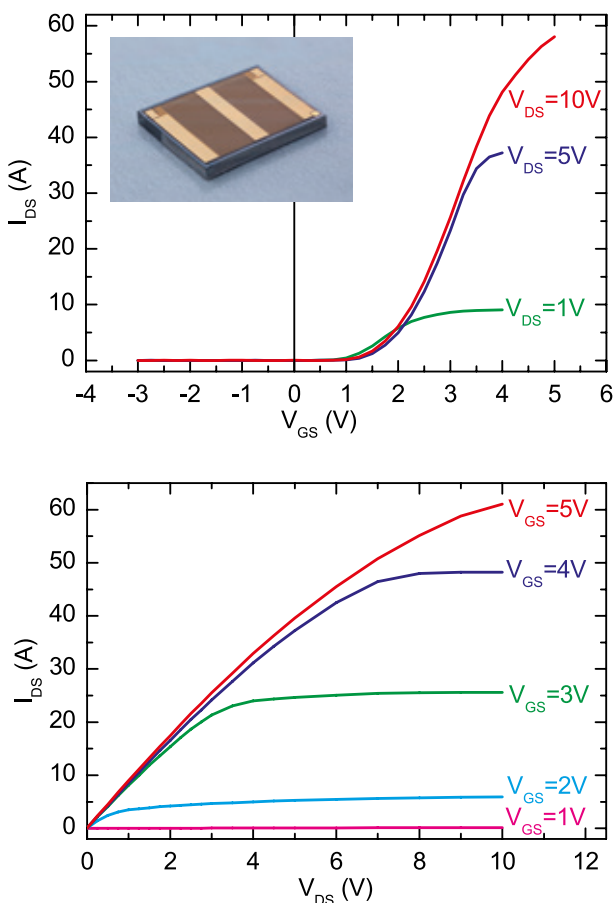 60
50
40
30
20
10
0
I_DS (A)
V_DS=10V
V_DS=5V
V_DS=1V
-4 -3 -2 -1 0 1 2 3 4 5 6
V_GS (V)
60
50
40
30
20
10
0
I_DS (A)
V_GS=5V
V_GS=4V
V_GS=3V
V_GS=2V
V_GS=1V
0 2 4 6 8 10 12
V_DS (V)